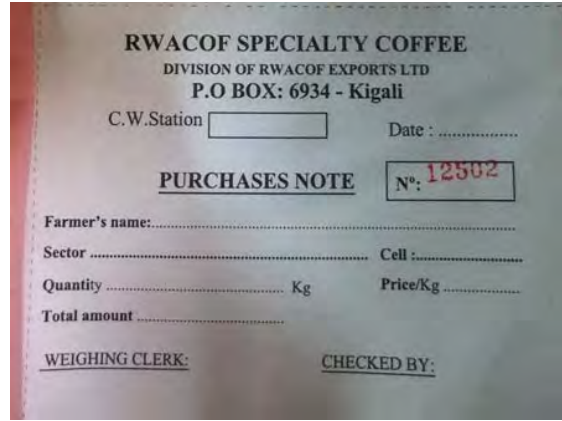 RWACOF SPECIALTY COFFEE
DIVISION OF RWACOF EXPORTS LTD
P.O BOX: 6934 - Kigali
C.W.Station Date : ................
PURCHASES NOTE Nº: 12502
Farmer's name:................................................................................
Sector ........................................................... Cell :......................
Quantity ..................................... Kg Price/Kg ................
Total amount ..............................
WEIGHING CLERK: CHECKED BY: